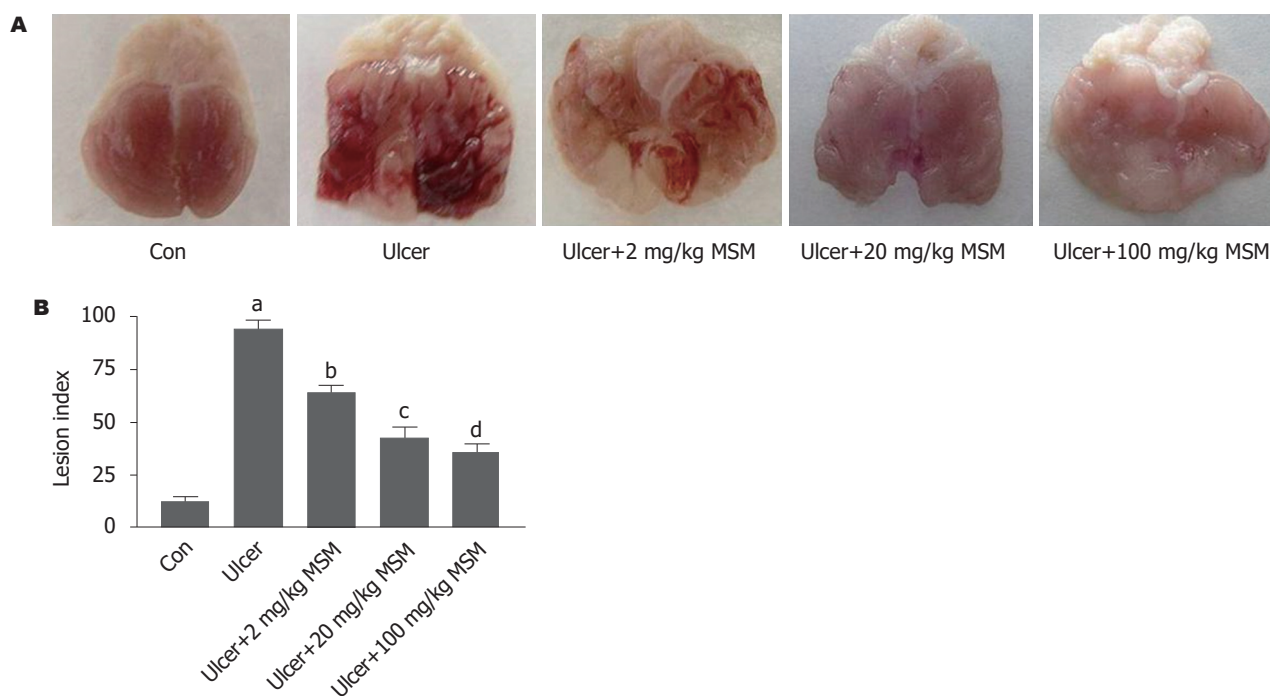 A
Con
Ulcer
Ulcer+2 mg/kg MSM
Ulcer+20 mg/kg MSM
Ulcer+100 mg/kg MSM
B
Lesion index
100
75
50
25
0
a
b
c
d
Con
Ulcer
Ulcer+2 mg/kg MSM
Ulcer+20 mg/kg MSM
Ulcer+100 mg/kg MSM